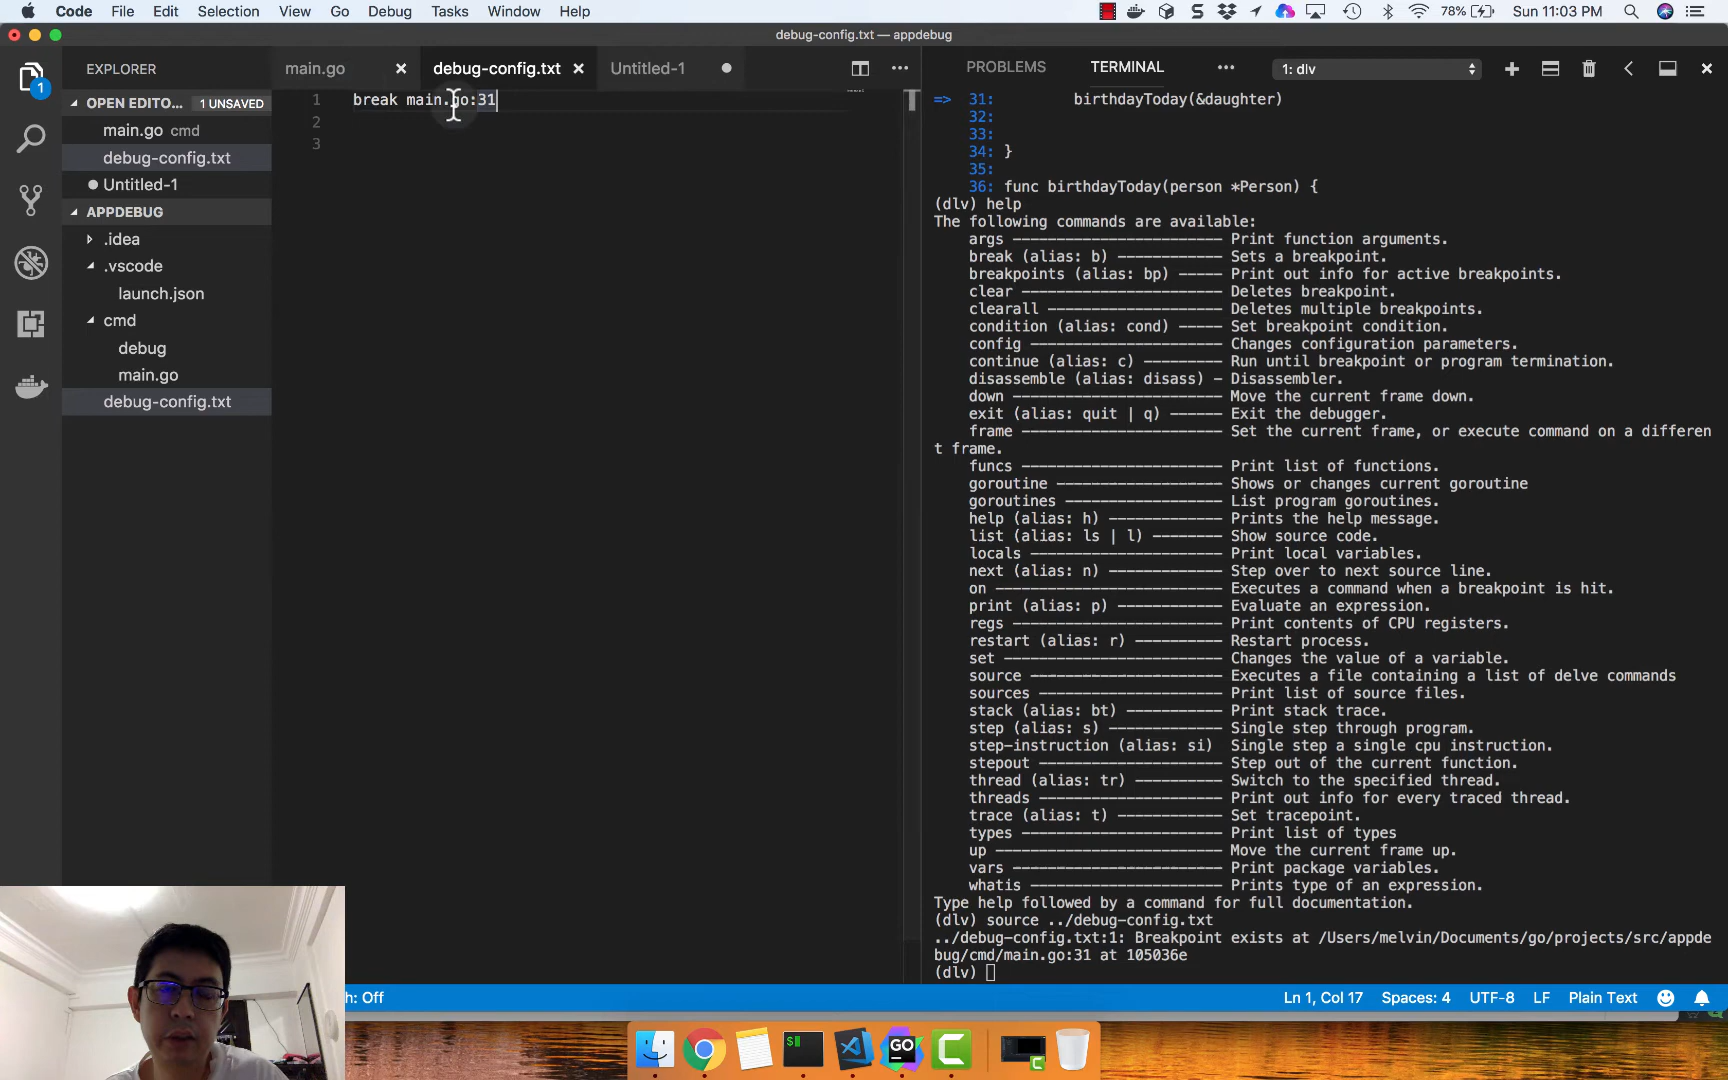 Code File Edit Selection View Go Debug Tasks Window Help 78% Sun 11:03 PM
debug-config.txt — appdebug
EXPLORER main.go debug-config.txt Untitled-1 PROBLEMS TERMINAL 1: dlv
1
OPEN EDITO... 1 UNSAVED
main.go cmd
debug-config.txt
Untitled-1
APPDEBUG
.idea
.vscode
launch.json
cmd
debug
main.go
debug-config.txt
1 break main.go:31
2
3
=> 31: birthdayToday(&daughter)
32:
33:
34: }
35:
36: func birthdayToday(person *Person) {
(dlv) help
The following commands are available:
args ------------------------ Print function arguments.
break (alias: b) ------------ Sets a breakpoint.
breakpoints (alias: bp) ----- Print out info for active breakpoints.
clear ----------------------- Deletes breakpoint.
clearall -------------------- Deletes multiple breakpoints.
condition (alias: cond) ----- Set breakpoint condition.
config ---------------------- Changes configuration parameters.
continue (alias: c) --------- Run until breakpoint or program termination.
disassemble (alias: disass) - Disassembler.
down ------------------------ Move the current frame down.
exit (alias: quit | q) ------ Exit the debugger.
frame ----------------------- Set the current frame, or execute command on a differen
t frame.
funcs ----------------------- Print list of functions.
goroutine ------------------- Shows or changes current goroutine
goroutines ------------------ List program goroutines.
help (alias: h) ------------- Prints the help message.
list (alias: ls | l) -------- Show source code.
locals ---------------------- Print local variables.
next (alias: n) ------------- Step over to next source line.
on -------------------------- Executes a command when a breakpoint is hit.
print (alias: p) ------------ Evaluate an expression.
regs ------------------------ Print contents of CPU registers.
restart (alias: r) ---------- Restart process.
set ------------------------- Changes the value of a variable.
source ---------------------- Executes a file containing a list of delve commands
sources --------------------- Print list of source files.
stack (alias: bt) ----------- Print stack trace.
step (alias: s) ------------- Single step through program.
step-instruction (alias: si) Single step a single cpu instruction.
stepout --------------------- Step out of the current function.
thread (alias: tr) ---------- Switch to the specified thread.
threads --------------------- Print out info for every traced thread.
trace (alias: t) ------------ Set tracepoint.
types ----------------------- Print list of types
up -------------------------- Move the current frame up.
vars ------------------------ Print package variables.
whatis ---------------------- Prints type of an expression.
Type help followed by a command for full documentation.
(dlv) source ../debug-config.txt
../debug-config.txt:1: Breakpoint exists at /Users/melvin/Documents/go/projects/src/appde
bug/cmd/main.go:31 at 105036e
(dlv)
h: Off Ln 1, Col 17 Spaces: 4 UTF-8 LF Plain Text
$
GO
C